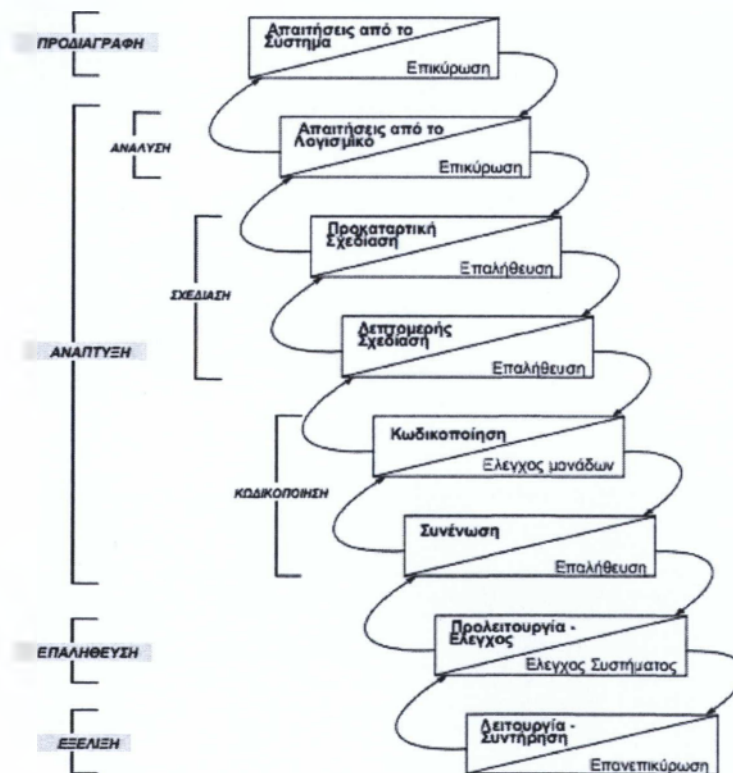 Απαιτήσεις από το
Σύστημα
ΠΡΟΔΙΑΓΡΑΦΗ
Επικύρωση
Απαιτήσεις από το
Λογισμικό
ΑΝΑΛΥΣΗ
Επικύρωση
Προκαταρτική
Σχεδίαση
Επαλήθευση
ΣΧΕΔΙΑΣΗ
Λεπτομερής
Σχεδίαση
ΑΝΑΠΤΥΞΗ
Επαλήθευση
Κωδικοποίηση
Ελεγχος μονάδων
ΚΩΔΙΚΟΠΟΙΗΣΗ
Συνένωση
Επαλήθευση
Προλειτουργία -
Ελεγχος
ΕΠΑΛΗΘΕΥΣΗ
Ελεγχος Συστήματος
Λειτουργία -
Συντήρηση
ΕΞΕΛΙΞΗ
Επανεπικύρωση